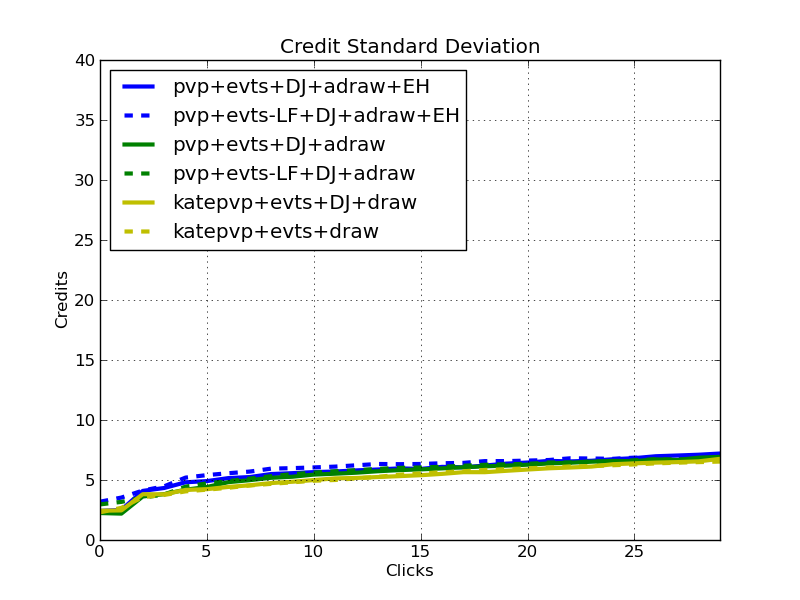 Credit Standard Deviation
40
35
30
25
20
15
10
5
0
Credits
pvp+evts+DJ+adraw+EH
pvp+evts-LF+DJ+adraw+EH
pvp+evts+DJ+adraw
pvp+evts-LF+DJ+adraw
katepvp+evts+DJ+draw
katepvp+evts+draw
0 5 10 15 20 25
Clicks